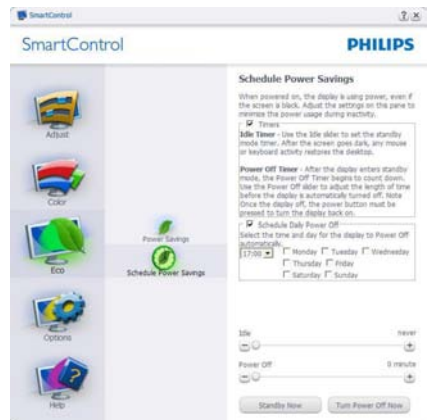 SmartControl
SmartControl
PHILIPS
Adjust
Color
Eco
Options
Help
Power Savings
Schedule Power Savings
Schedule Power Savings
When powered on, the display is using power, even if
the screen is black. Adjust the settings on this pane to
minimize the power usage during inactivity.
Timers
Idle Timer - Use the Idle slider to set the standby
mode timer. After the screen goes dark, any mouse
or keyboard activity restores the desktop.
Power Off Timer - After the display enters standby
mode, the Power Off Timer begins to count down.
Use the Power Off slider to adjust the length of time
before the display is automatically turned off. Note
Once the display off, the power button must be
pressed to turn the display back on.
Schedule Daily Power Off
Select the time and day for the display to Power Off
automatically.
17:00 Monday Tuesday Wednesday
Thursday Friday
Saturday Sunday
Idle never
Power Off 0 minute
Standby Now Turn Power Off Now